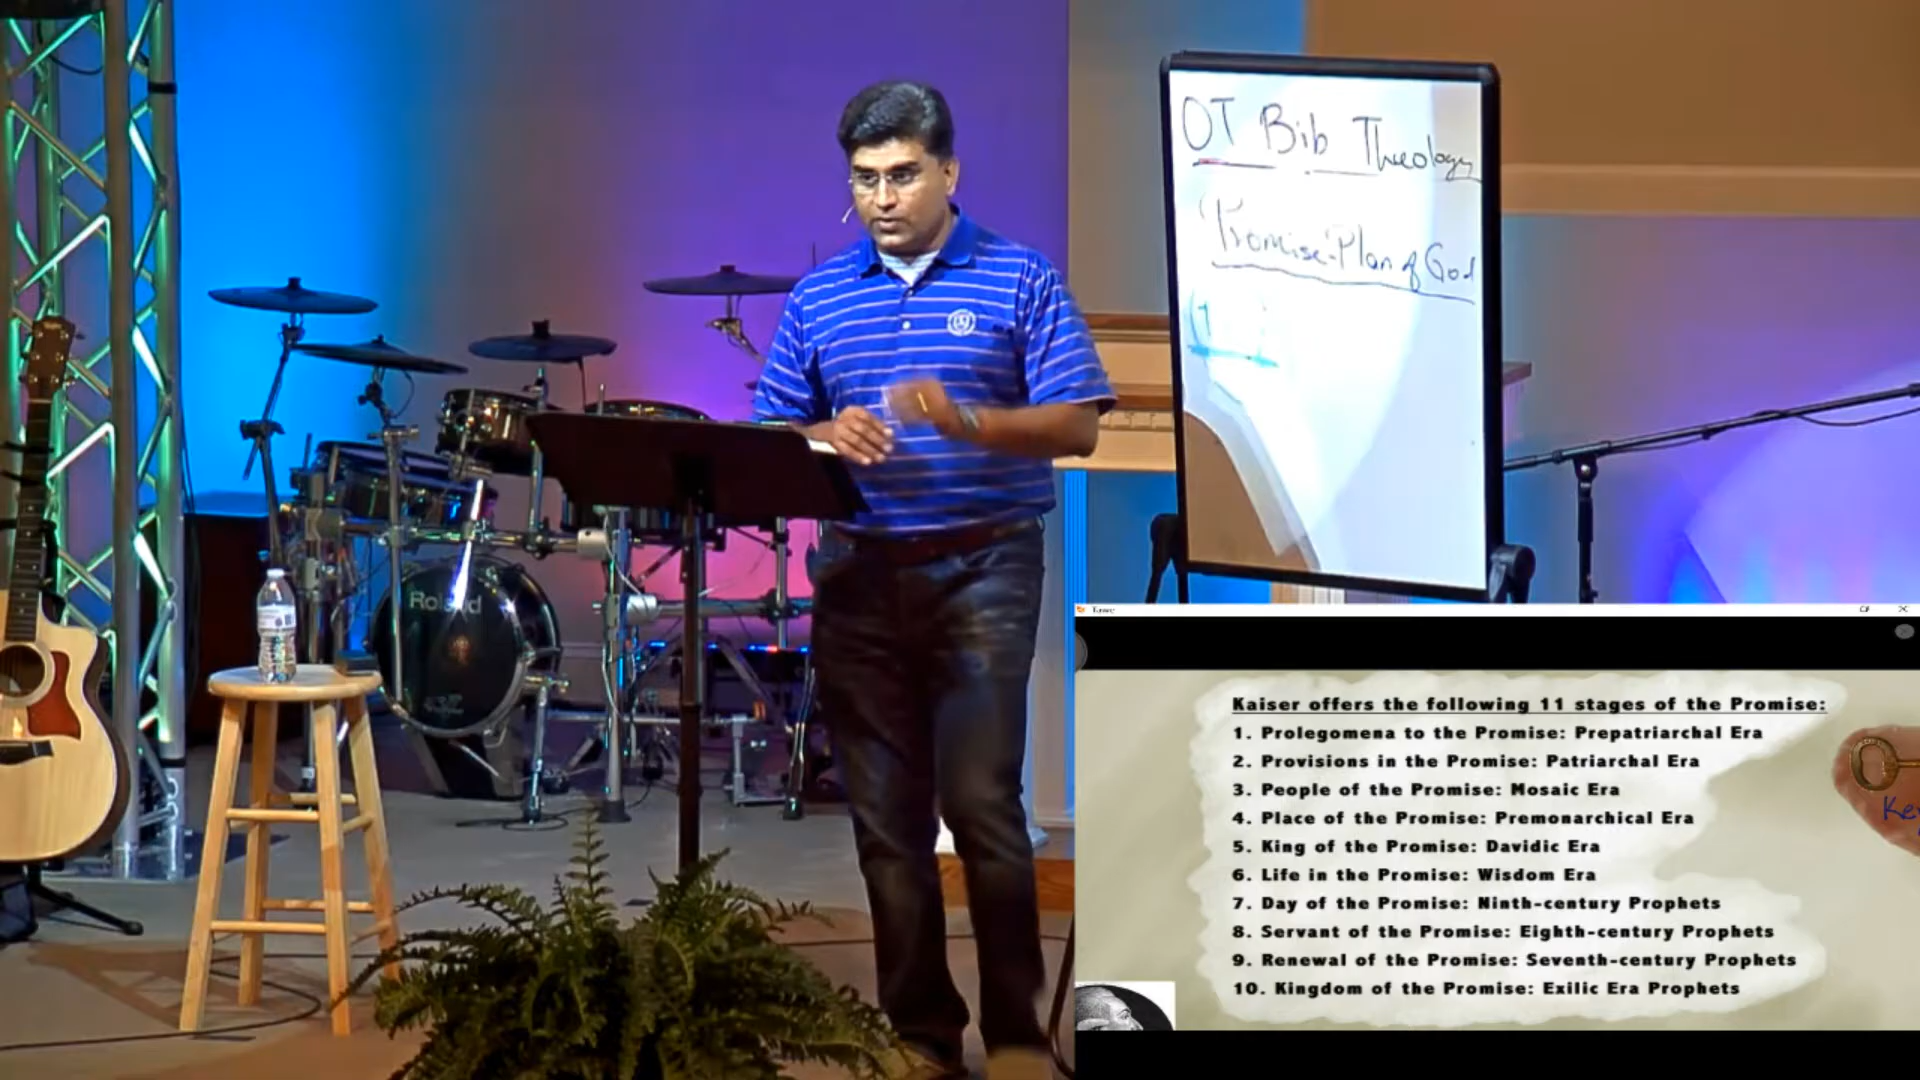 OT Bib Theology
Promise-Plan of God
Roland
Kaiser offers the following 11 stages of the Promise:
1. Prolegomena to the Promise: Prepatriarchal Era
2. Provisions in the Promise: Patriarchal Era
3. People of the Promise: Mosaic Era
4. Place of the Promise: Premonarchical Era
5. King of the Promise: Davidic Era
6. Life in the Promise: Wisdom Era
7. Day of the Promise: Ninth-century Prophets
8. Servant of the Promise: Eighth-century Prophets
9. Renewal of the Promise: Seventh-century Prophets
10. Kingdom of the Promise: Exilic Era Prophets